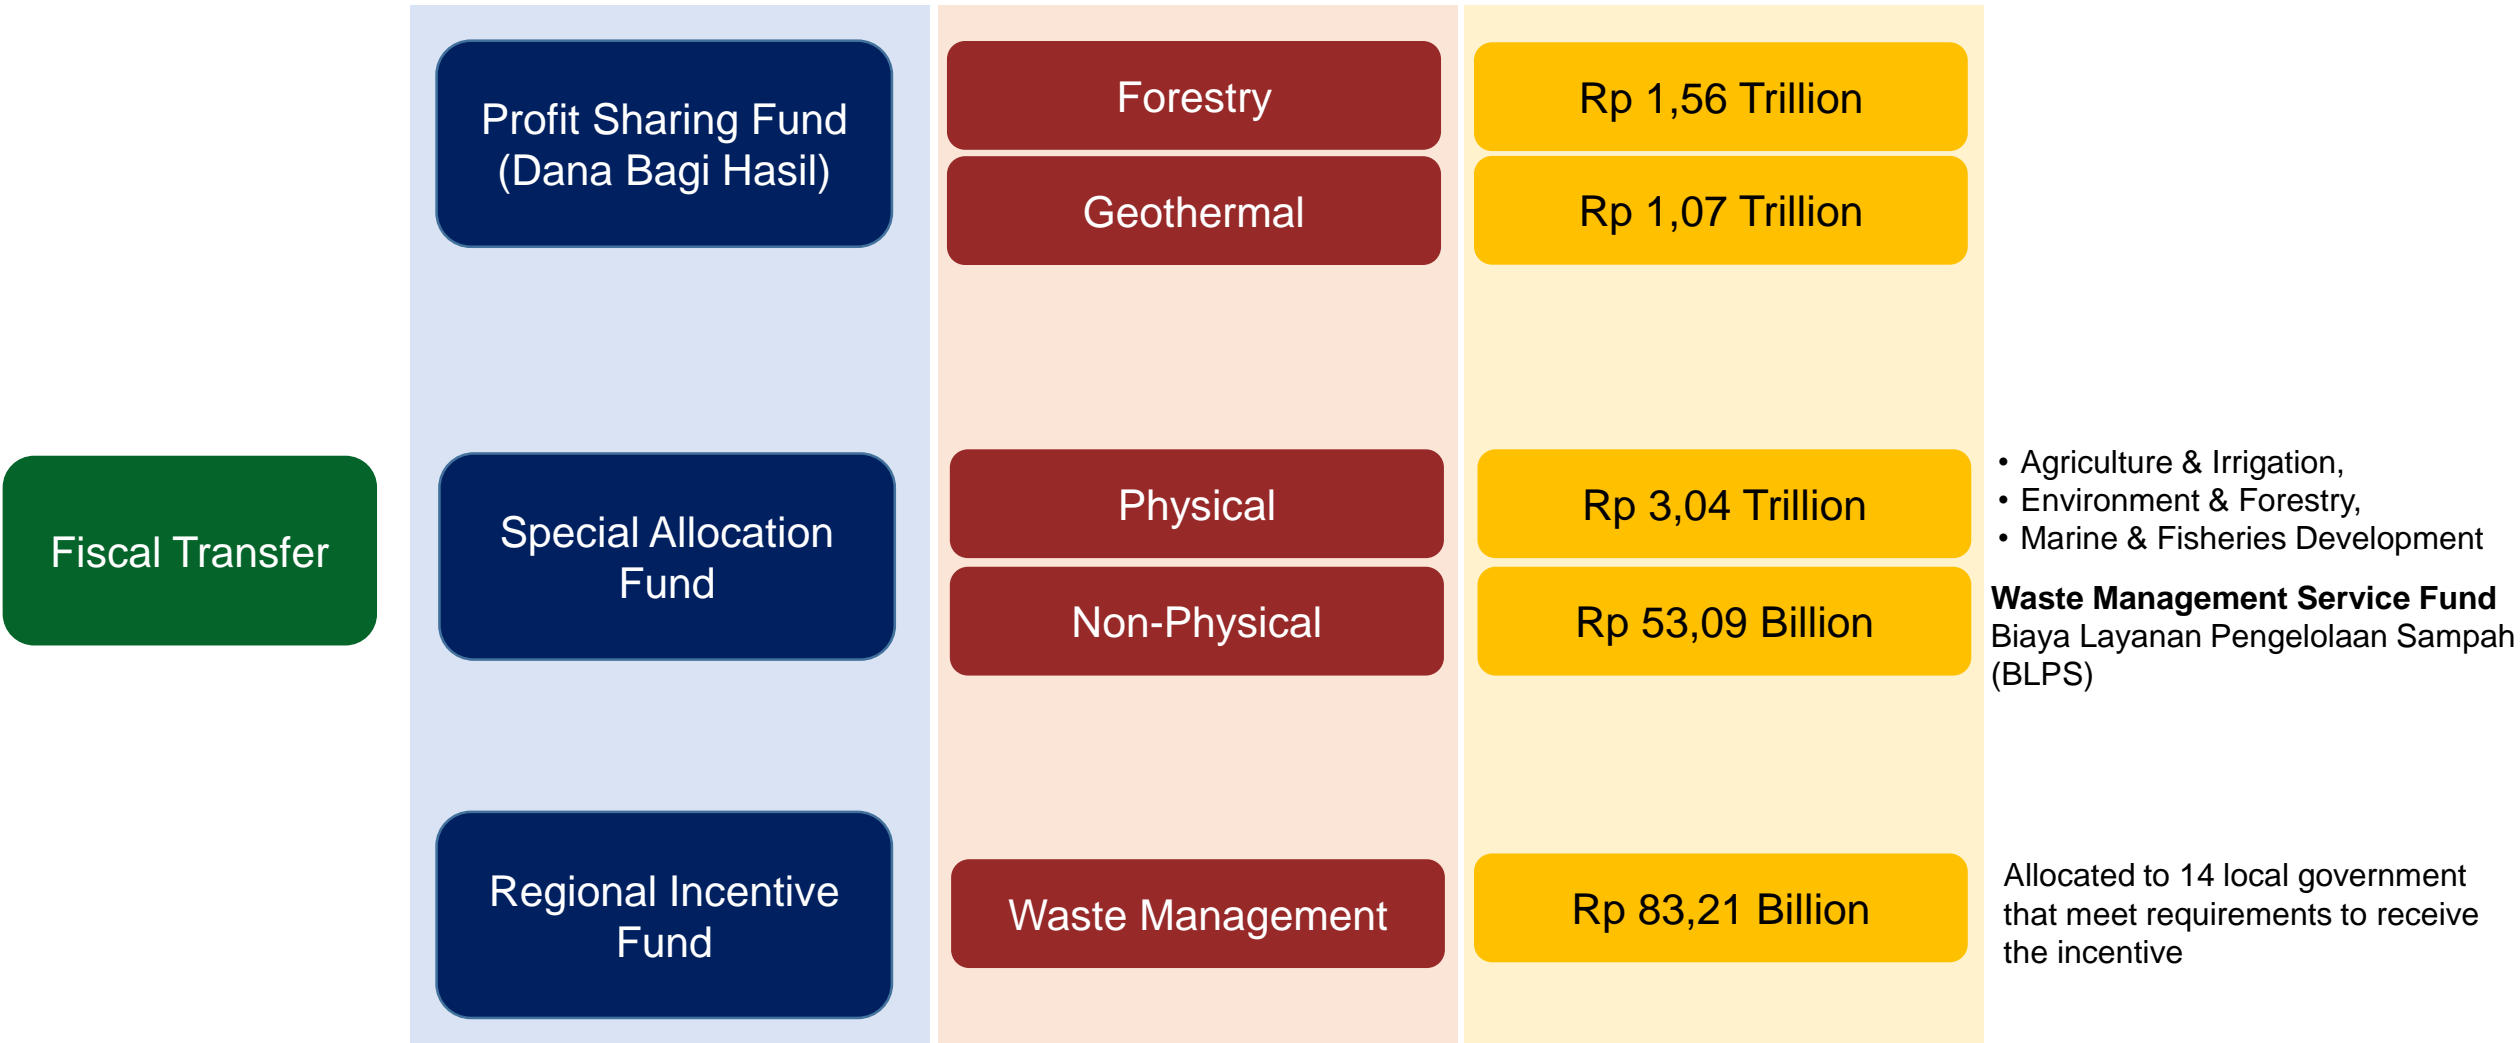 Fiscal Transfer
Profit Sharing Fund
(Dana Bagi Hasil)
Forestry
Rp 1,56 Trillion
Geothermal
Rp 1,07 Trillion
Special Allocation
Fund
Physical
Rp 3,04 Trillion
• Agriculture & Irrigation,
• Environment & Forestry,
• Marine & Fisheries Development
Non-Physical
Rp 53,09 Billion
Waste Management Service Fund
Biaya Layanan Pengelolaan Sampah
(BLPS)
Regional Incentive
Fund
Waste Management
Rp 83,21 Billion
Allocated to 14 local government
that meet requirements to receive
the incentive